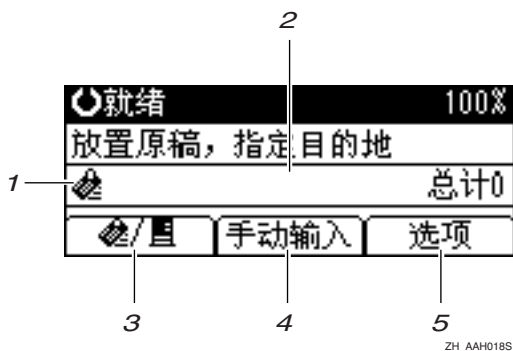 2
就绪 100%
放置原稿，指定目的地
1 总计0
/ 手动输入 选项
3 4 5
ZH AAH018S